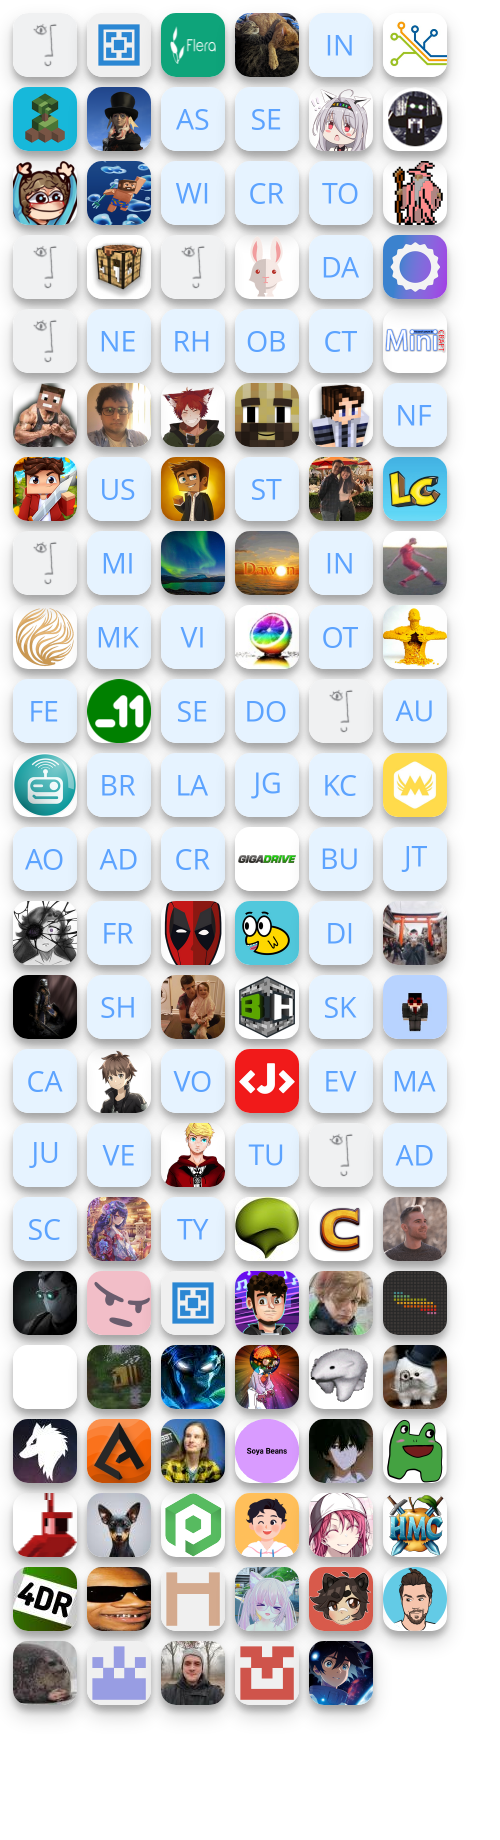 Flera IN
AS SE
WI CR TO
DA
NE RH OB CT Mini
NF
US ST LC
MI Dawn IN
MK VI OT
FE _11 SE DO AU
BR LA JG KC M
AO AD CR GIGADRIVE BU JT
FR DI
SH BH SK
CA VO <J> EV MA
JU VE TU AD
SC TY C
Soya Beans
HMC
4DR H